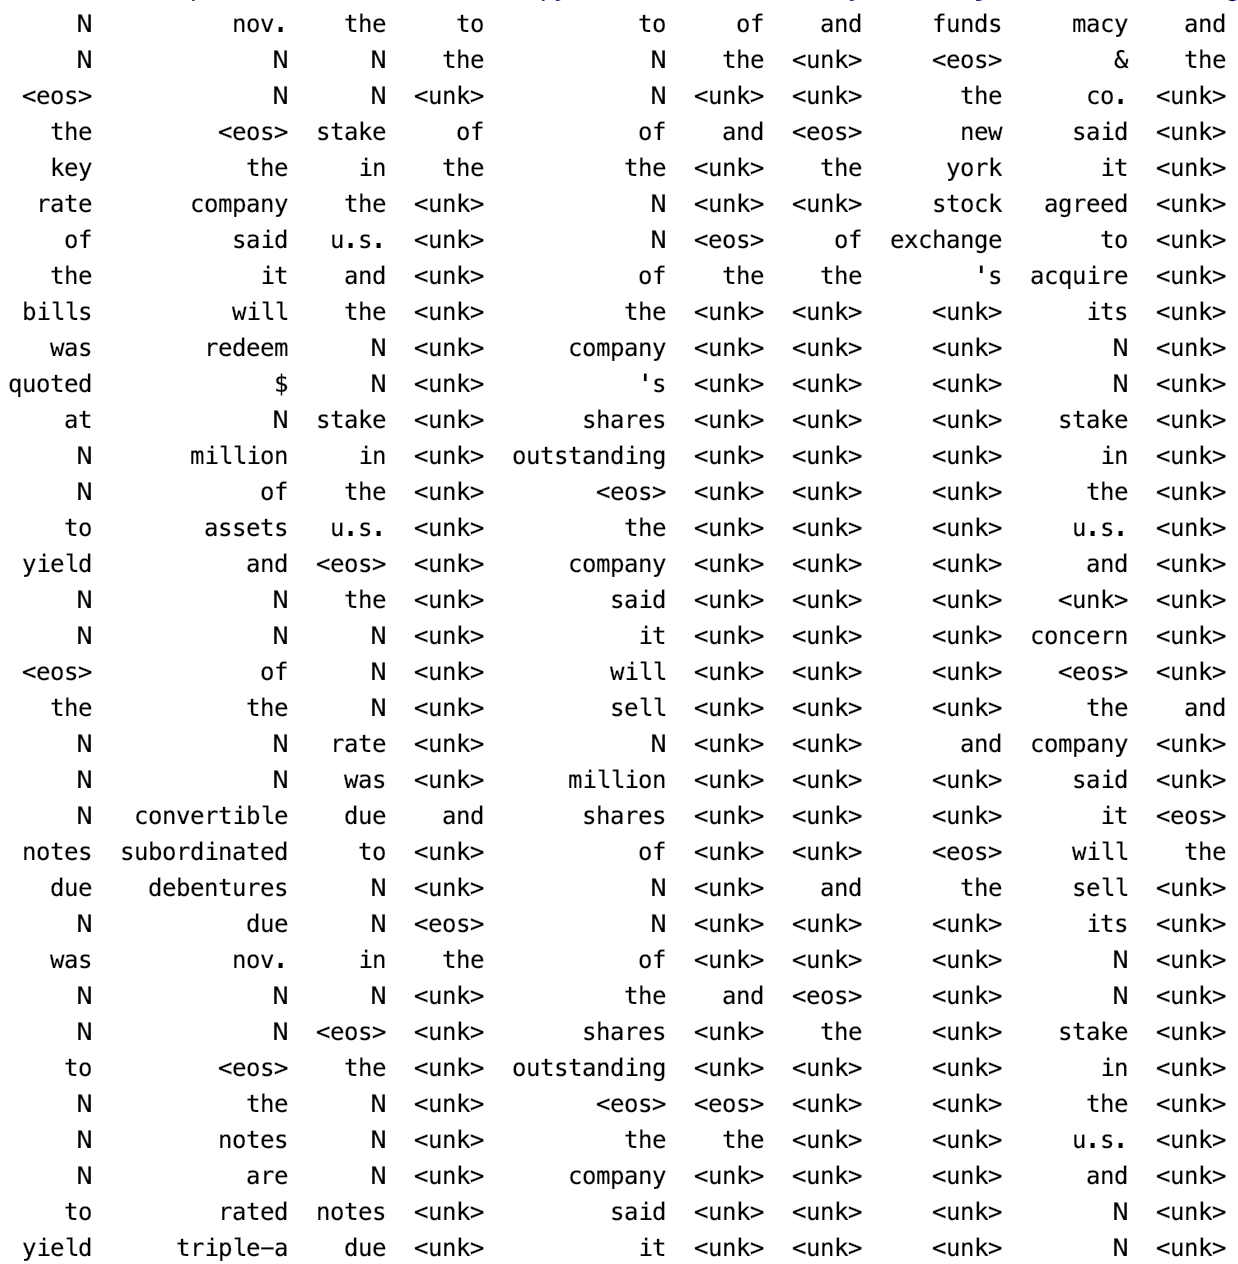 N nov. the to to of and funds macy and
N N N the N the <unk> <eos> & the
<eos> N N <unk> N <unk> <unk> the co. <unk>
the <eos> stake of of and <eos> new said <unk>
key the in the the <unk> the york it <unk>
rate company the <unk> N <unk> <unk> stock agreed <unk>
of said u.s. <unk> N <eos> of exchange to <unk>
the it and <unk> of the the 's acquire <unk>
bills will the <unk> the <unk> <unk> <unk> its <unk>
was redeem N <unk> company <unk> <unk> <unk> N <unk>
quoted $ N <unk> 's <unk> <unk> <unk> N <unk>
at N stake <unk> shares <unk> <unk> <unk> stake <unk>
N million in <unk> outstanding <unk> <unk> <unk> in <unk>
N of the <unk> <eos> <unk> <unk> <unk> the <unk>
to assets u.s. <unk> the <unk> <unk> <unk> u.s. <unk>
yield and <eos> <unk> company <unk> <unk> <unk> and <unk>
N N the <unk> said <unk> <unk> <unk> <unk> <unk>
N N N <unk> it <unk> <unk> <unk> concern <unk>
<eos> of N <unk> will <unk> <unk> <unk> <eos> <unk>
the the N <unk> sell <unk> <unk> <unk> the and
N N rate <unk> N <unk> <unk> and company <unk>
N N was <unk> million <unk> <unk> <unk> said <unk>
N convertible due and shares <unk> <unk> <unk> it <eos>
notes subordinated to <unk> of <unk> <unk> <eos> will the
due debentures N <unk> N <unk> and the sell <unk>
N due N <eos> N <unk> <unk> <unk> its <unk>
was nov. in the of <unk> <unk> <unk> N <unk>
N N N <unk> the and <eos> <unk> N <unk>
N N <eos> <unk> shares <unk> the <unk> stake <unk>
to <eos> the <unk> outstanding <unk> <unk> <unk> in <unk>
N the N <unk> <eos> <eos> <unk> <unk> the <unk>
N notes N <unk> the the <unk> <unk> u.s. <unk>
N are N <unk> company <unk> <unk> <unk> and <unk>
to rated notes <unk> said <unk> <unk> <unk> N <unk>
yield triple-a due <unk> it <unk> <unk> <unk> N <unk>